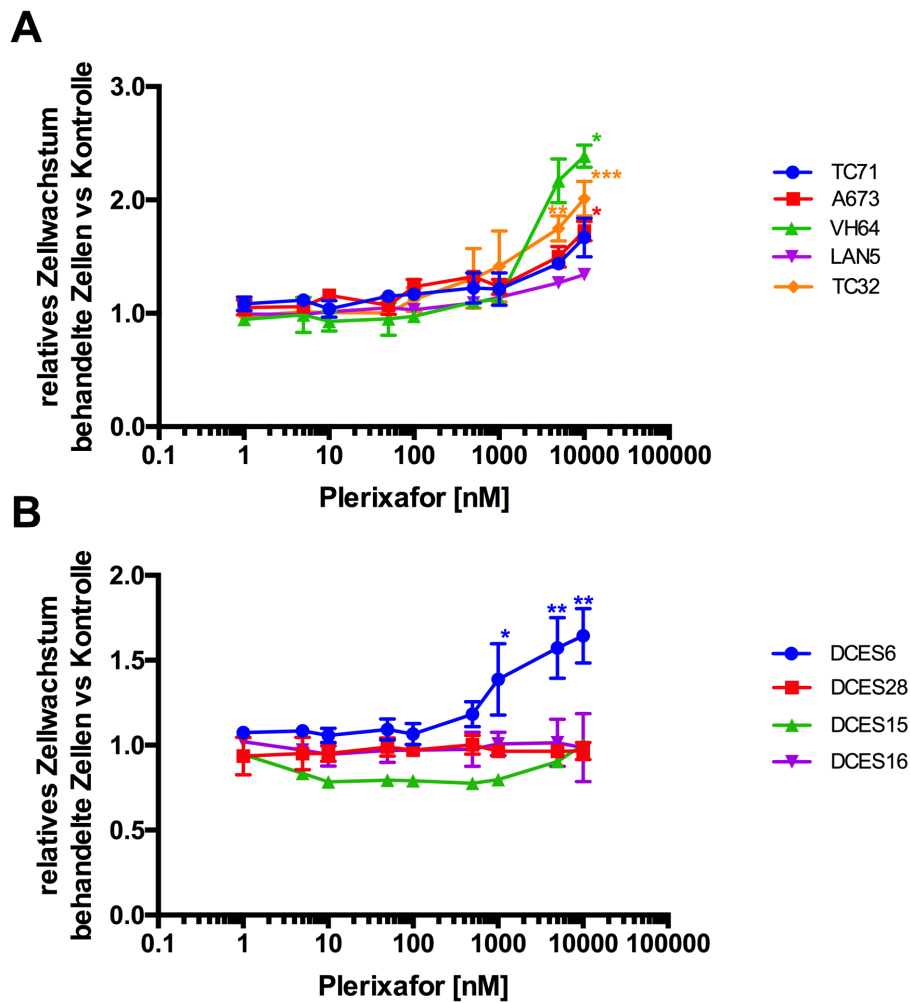 A
relatives Zellwachstum
behandelte Zellen vs Kontrolle
3.0
2.0
1.0
0.0
*
***
**
*
0.1 1 10 100 1000 10000 100000
Plerixafor [nM]
TC71
A673
VH64
LAN5
TC32
B
relatives Zellwachstum
behandelte Zellen vs Kontrolle
2.0
1.5
1.0
0.5
0.0
* ** **
0.1 1 10 100 1000 10000 100000
Plerixafor [nM]
DCES6
DCES28
DCES15
DCES16